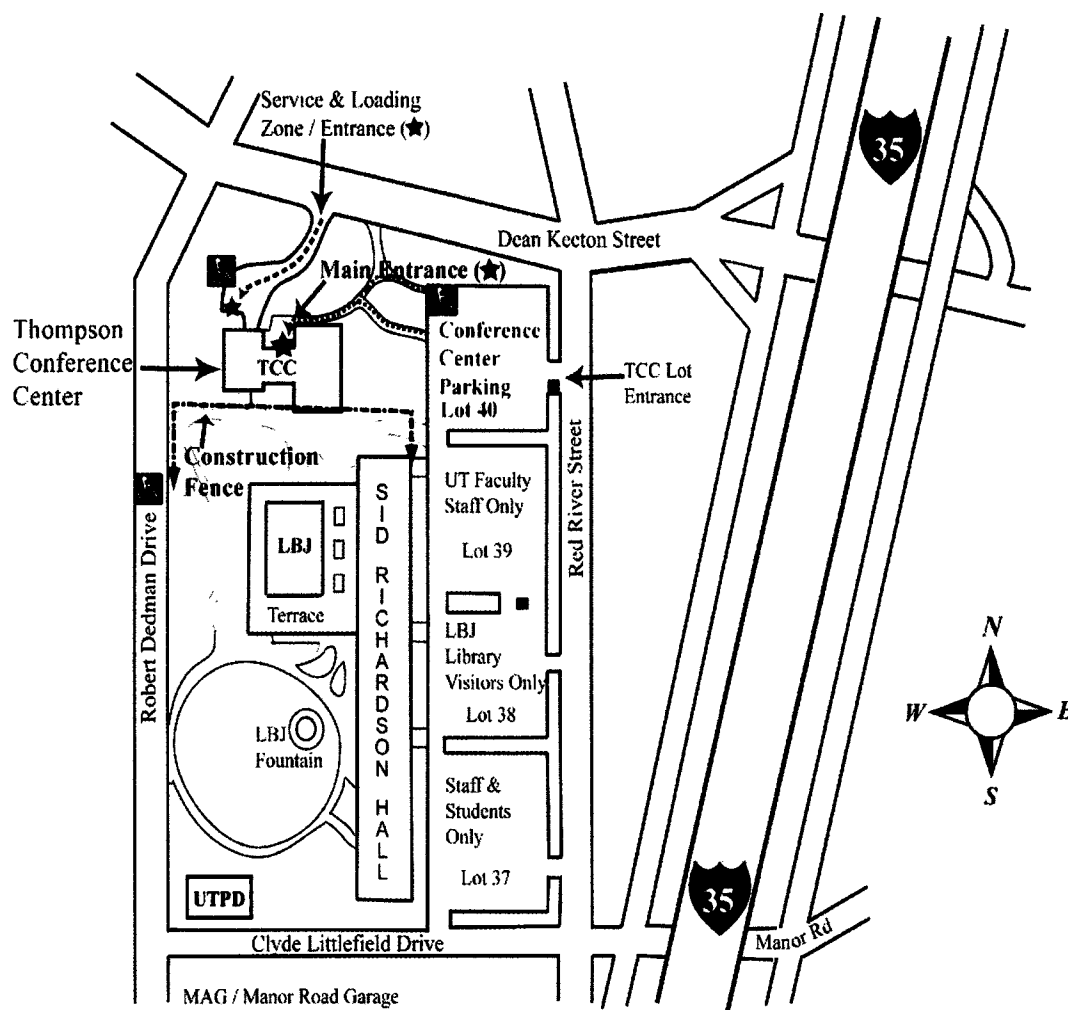 Service & Loading
Zone / Entrance (★)
35
Dean Keeton Street
Main Entrance (★)
Thompson
Conference
Center
TCC
Conference
Center
Parking
Lot 40
TCC Lot
Entrance
Construction
Fence
Robert Dedman Drive
SID RICHARDSON HALL
UT Faculty
Staff Only
Lot 39
Red River Street
LBJ
Terrace
LBJ
Library
Visitors Only
Lot 38
LBJ
Fountain
N
W
E
S
Staff &
Students
Only
Lot 37
35
UTPD
Clyde Littlefield Drive
Manor Rd
MAG / Manor Road Garage